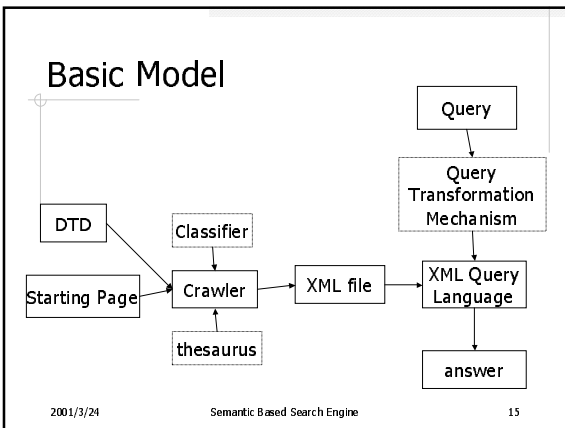 Basic Model
Query
Query
Transformation
Mechanism
DTD
Classifier
Starting Page
Crawler
XML file
XML Query
Language
thesaurus
answer
2001/3/24
Semantic Based Search Engine
15